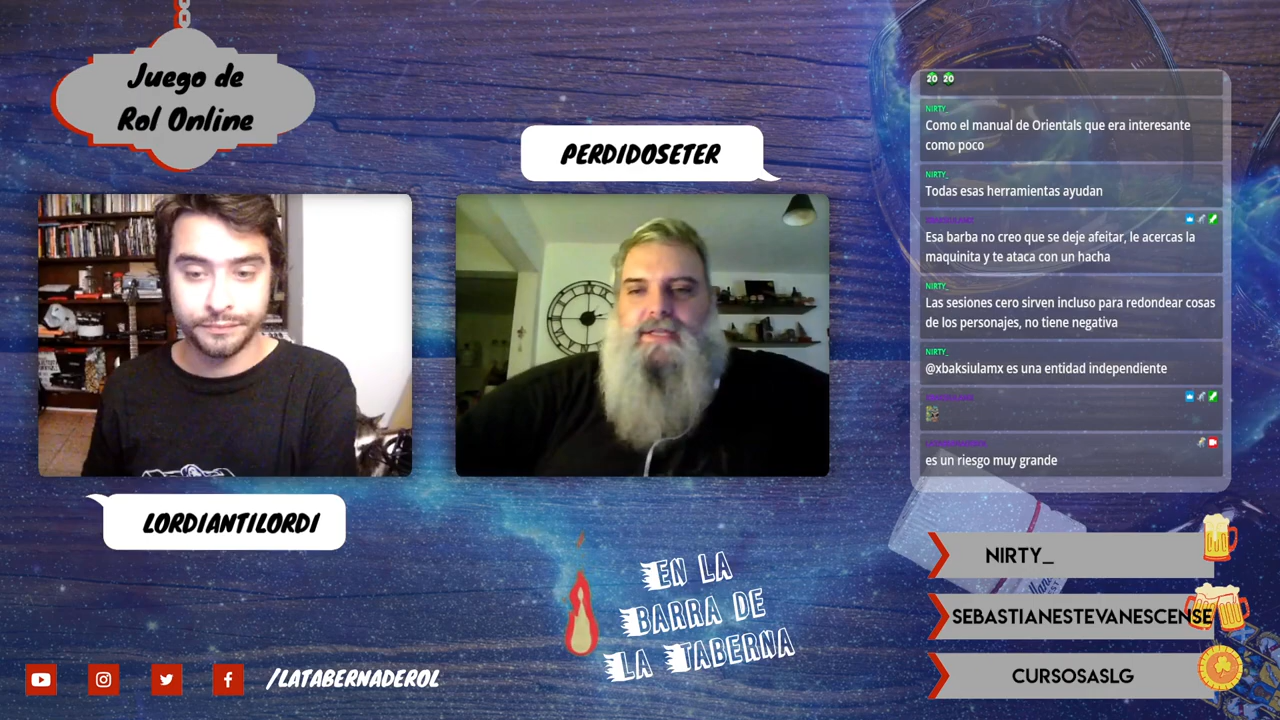 Juego de
Rol Online
PERDIDOSETER
LORDIANTILORDI
20 20
NIRTY_
Como el manual de Orientals que era interesante
como poco
NIRTY_
Todas esas herramientas ayudan
Esa barba no creo que se deje afeitar, le acercas la
maquinita y te ataca con un hacha
NIRTY_
Las sesiones cero sirven incluso para redondear cosas
de los personajes, no tiene negativa
NIRTY_
@xbaksiulamx es una entidad independiente
es un riesgo muy grande
EN LA
BARRA DE
LA TABERNA
NIRTY_
SEBASTIANESTEVANESCENSE
CURSOSASLG
/LATABERNADEROL